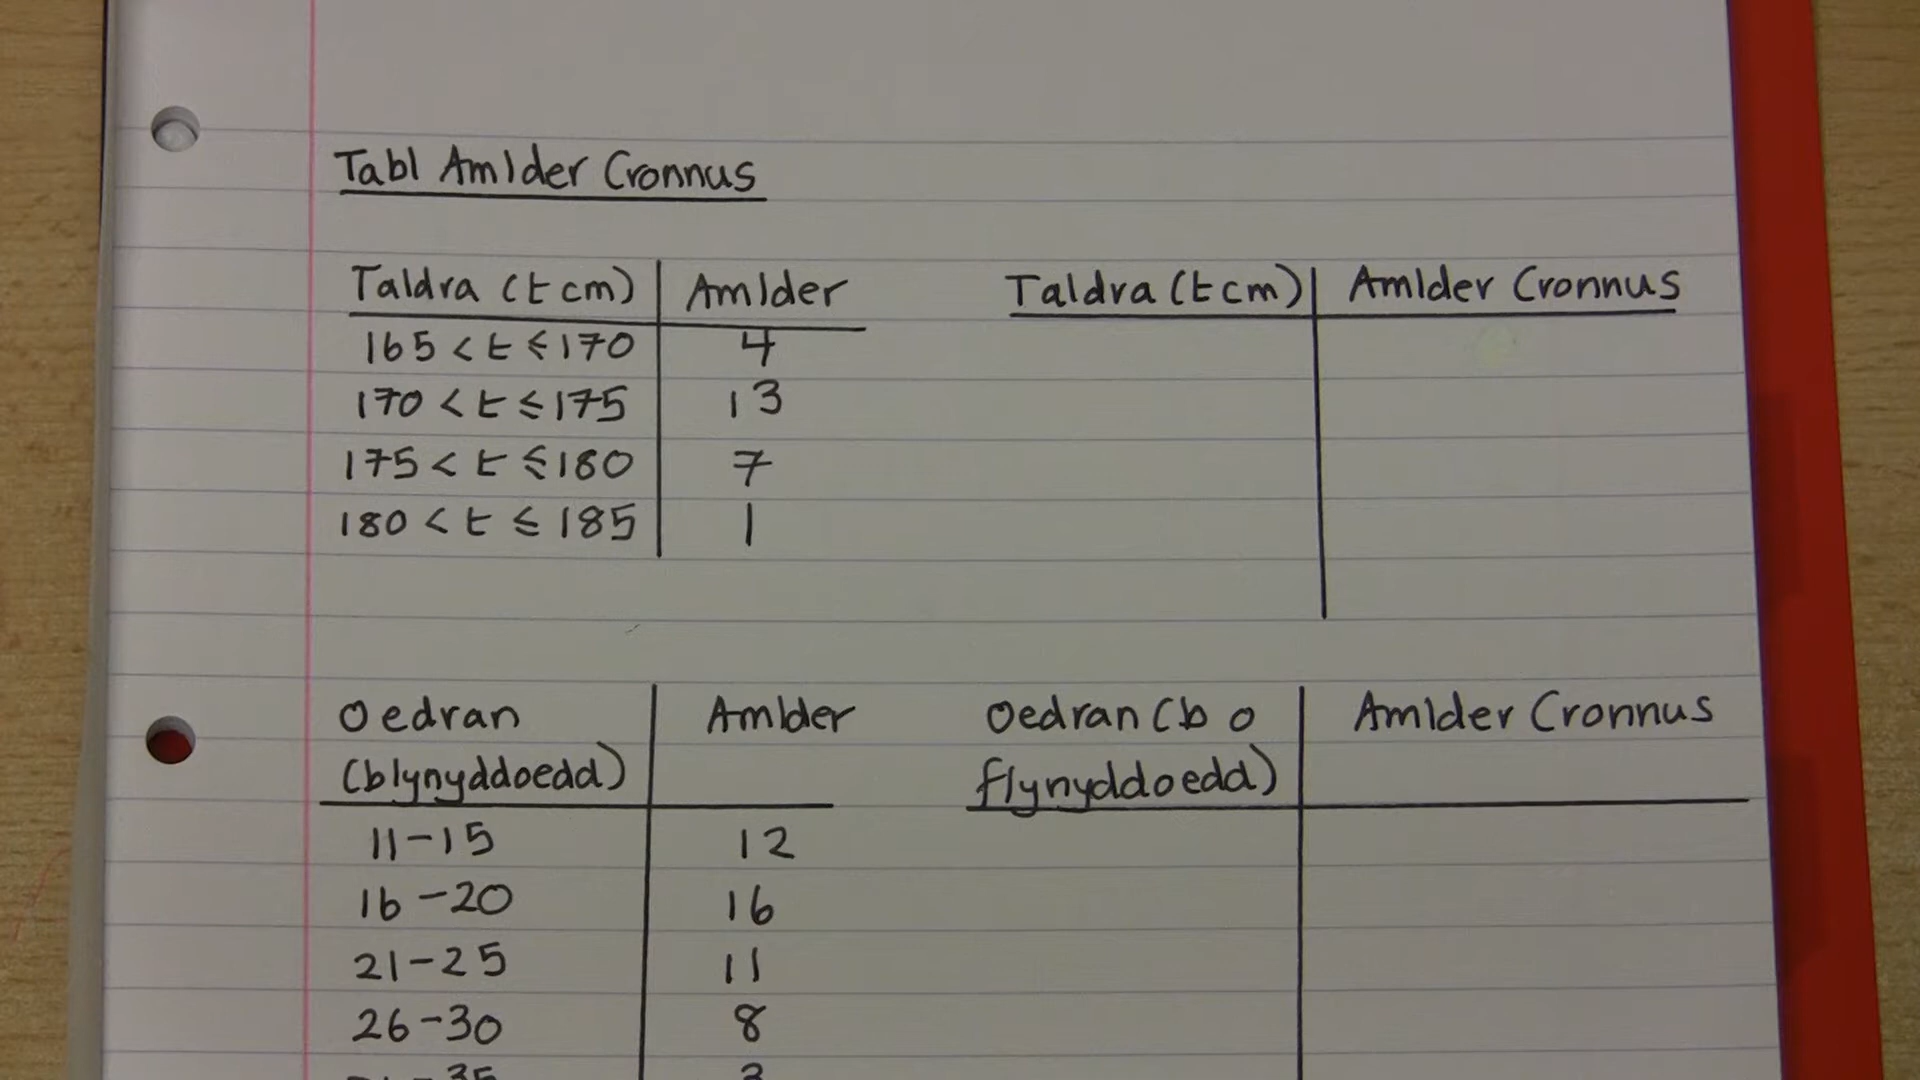 Tabl Amlder Cronnus
Taldra (t cm) Amlder
165 < t ≤ 170 4
170 < t ≤ 175 13
175 < t ≤ 180 7
180 < t ≤ 185 1
Taldra (t cm) Amlder Cronnus
Oedran Amlder
(blynyddoedd)
11-15 12
16-20 16
21-25 11
26-30 8
Oedran (b o Amlder Cronnus
flynyddoedd)